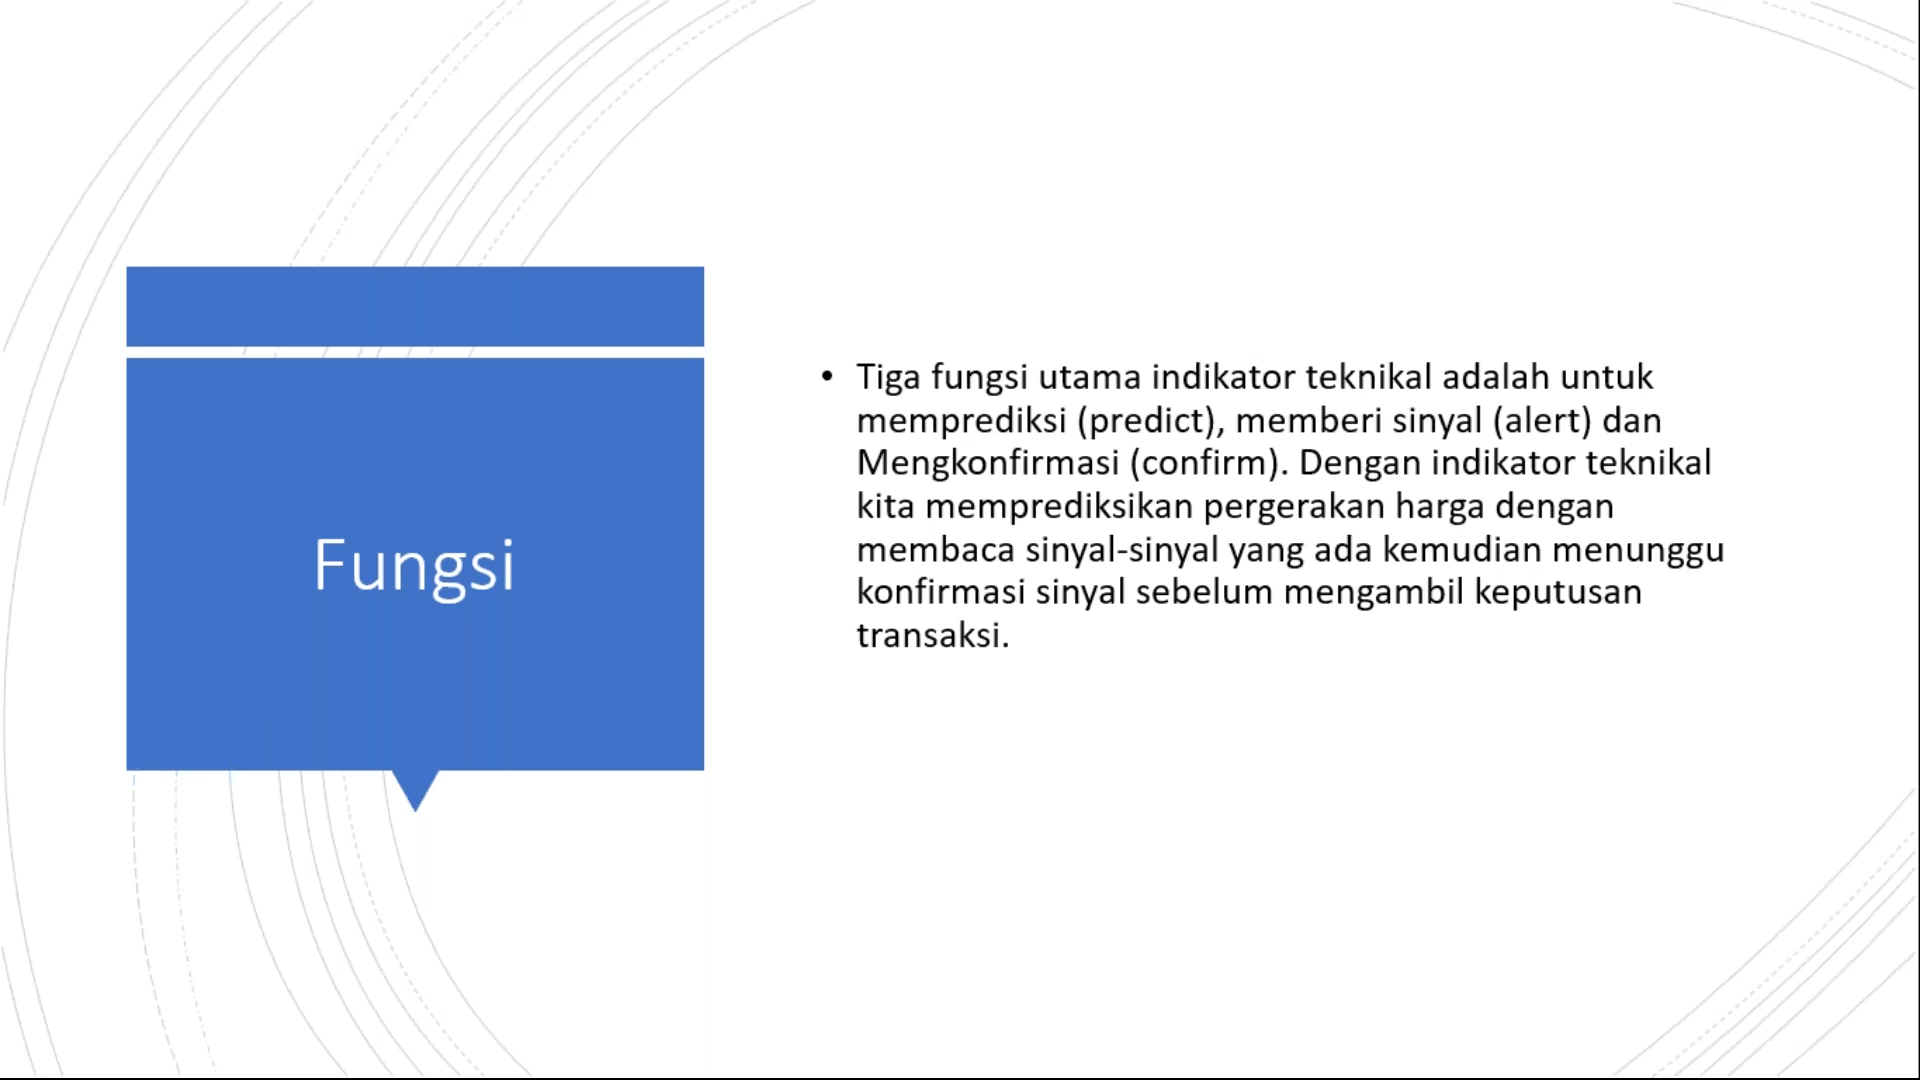 Fungsi
• Tiga fungsi utama indikator teknikal adalah untuk
memprediksi (predict), memberi sinyal (alert) dan
Mengkonfirmasi (confirm). Dengan indikator teknikal
kita memprediksikan pergerakan harga dengan
membaca sinyal-sinyal yang ada kemudian menunggu
konfirmasi sinyal sebelum mengambil keputusan
transaksi.